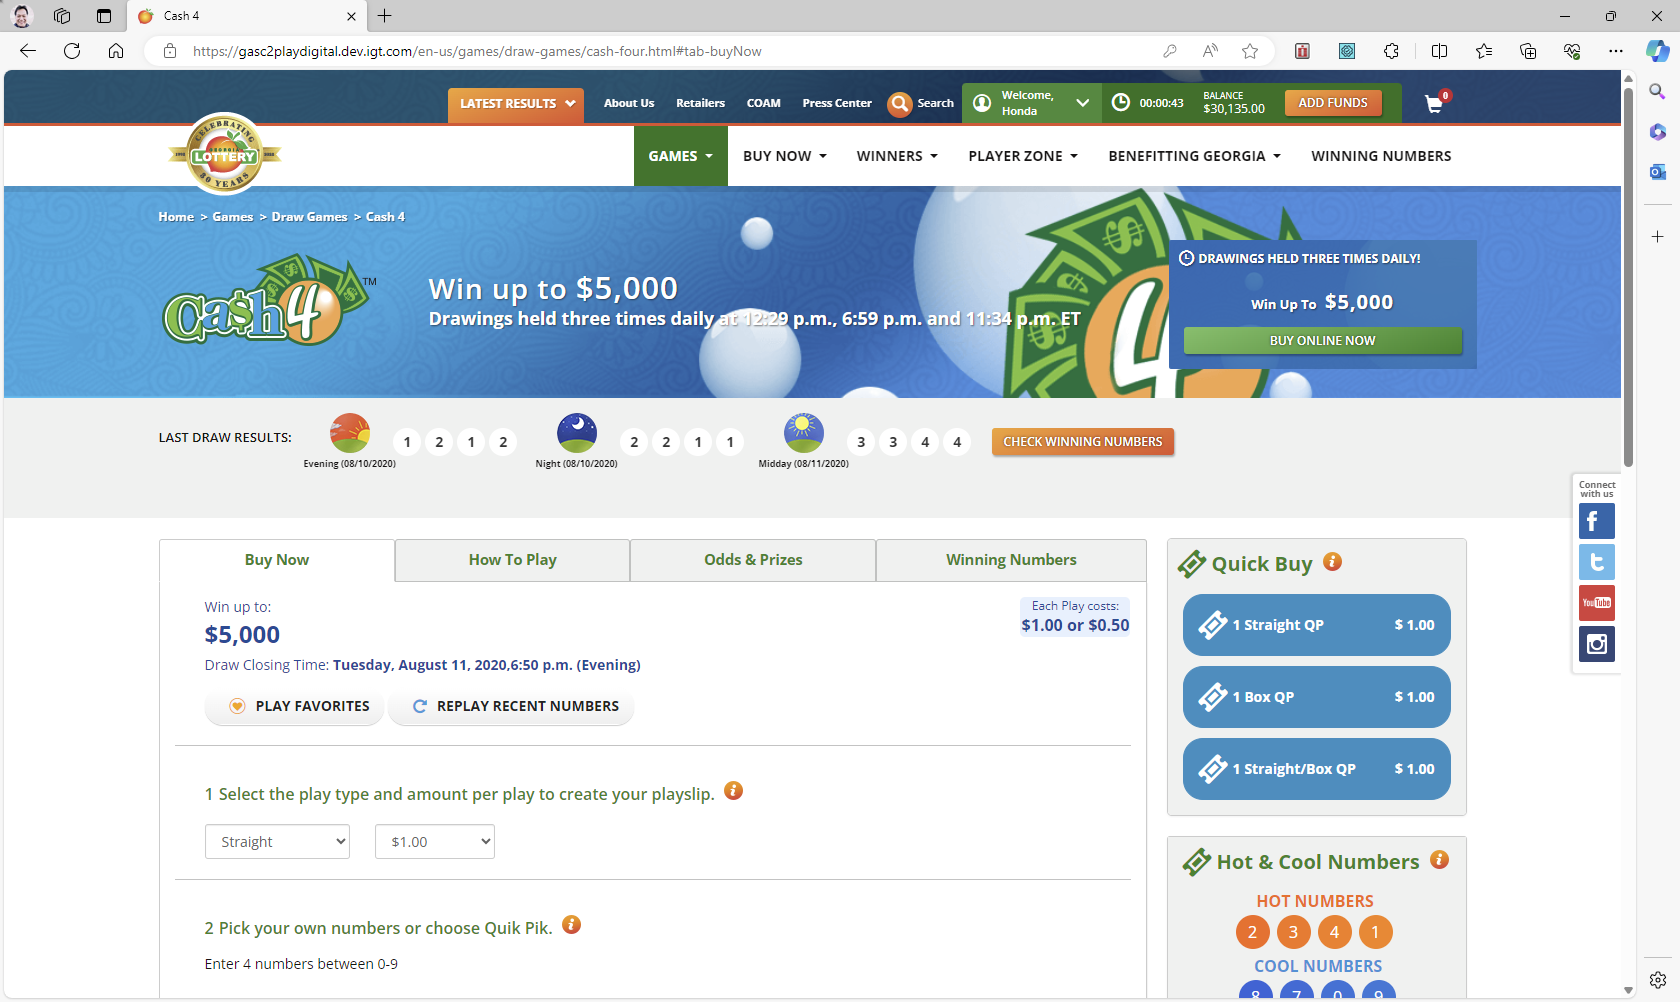 Cash 4
https://gasc2playdigital.dev.igt.com/en-us/games/draw-games/cash-four.html#tab-buyNow
LATEST RESULTS
About Us
Retailers
COAM
Press Center
Search
Welcome,
Honda
00:00:43
BALANCE
$30,135.00
ADD FUNDS
0
CELEBRATING
GEORGIA
LOTTERY
30 YEARS
GAMES
BUY NOW
WINNERS
PLAYER ZONE
BENEFITTING GEORGIA
WINNING NUMBERS
Home > Games > Draw Games > Cash 4
Cash 4 TM
Win up to $5,000
Drawings held three times daily at 12:29 p.m., 6:59 p.m. and 11:34 p.m. ET
DRAWINGS HELD THREE TIMES DAILY!
Win Up To $5,000
BUY ONLINE NOW
LAST DRAW RESULTS:
Evening (08/10/2020)
1 2 1 2
Night (08/10/2020)
2 2 1 1
Midday (08/11/2020)
3 3 4 4
CHECK WINNING NUMBERS
Connect
with us
f
t
YouTube
Buy Now
How To Play
Odds & Prizes
Winning Numbers
Win up to:
$5,000
Each Play costs:
$1.00 or $0.50
Draw Closing Time: Tuesday, August 11, 2020,6:50 p.m. (Evening)
PLAY FAVORITES
REPLAY RECENT NUMBERS
1 Select the play type and amount per play to create your playslip.
Straight
$1.00
2 Pick your own numbers or choose Quik Pik.
Enter 4 numbers between 0-9
Quick Buy
1 Straight QP $ 1.00
1 Box QP $ 1.00
1 Straight/Box QP $ 1.00
Hot & Cool Numbers
HOT NUMBERS
2 3 4 1
COOL NUMBERS
8 7 0 9